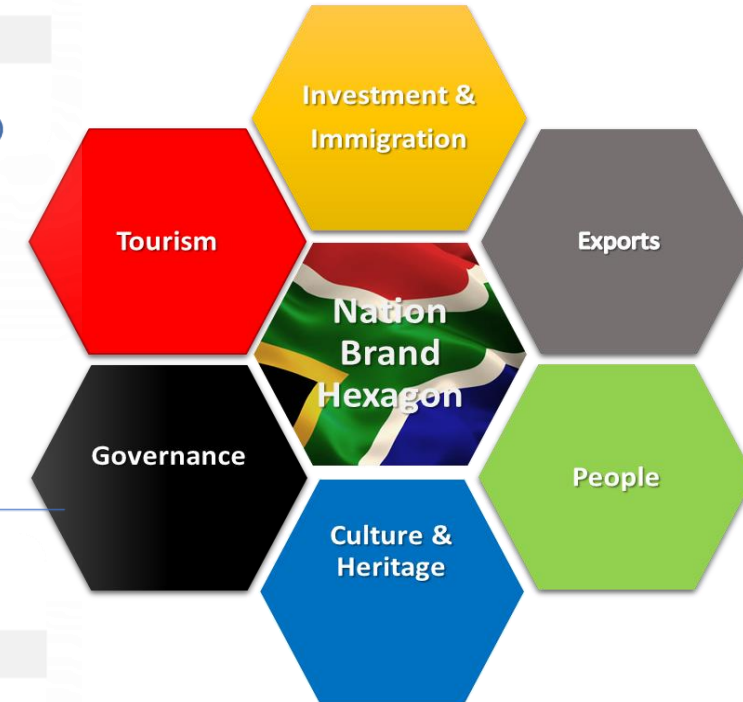 Investment &
Immigration
Tourism
Exports
Nation
Brand
Hexagon
Governance
People
Culture &
Heritage